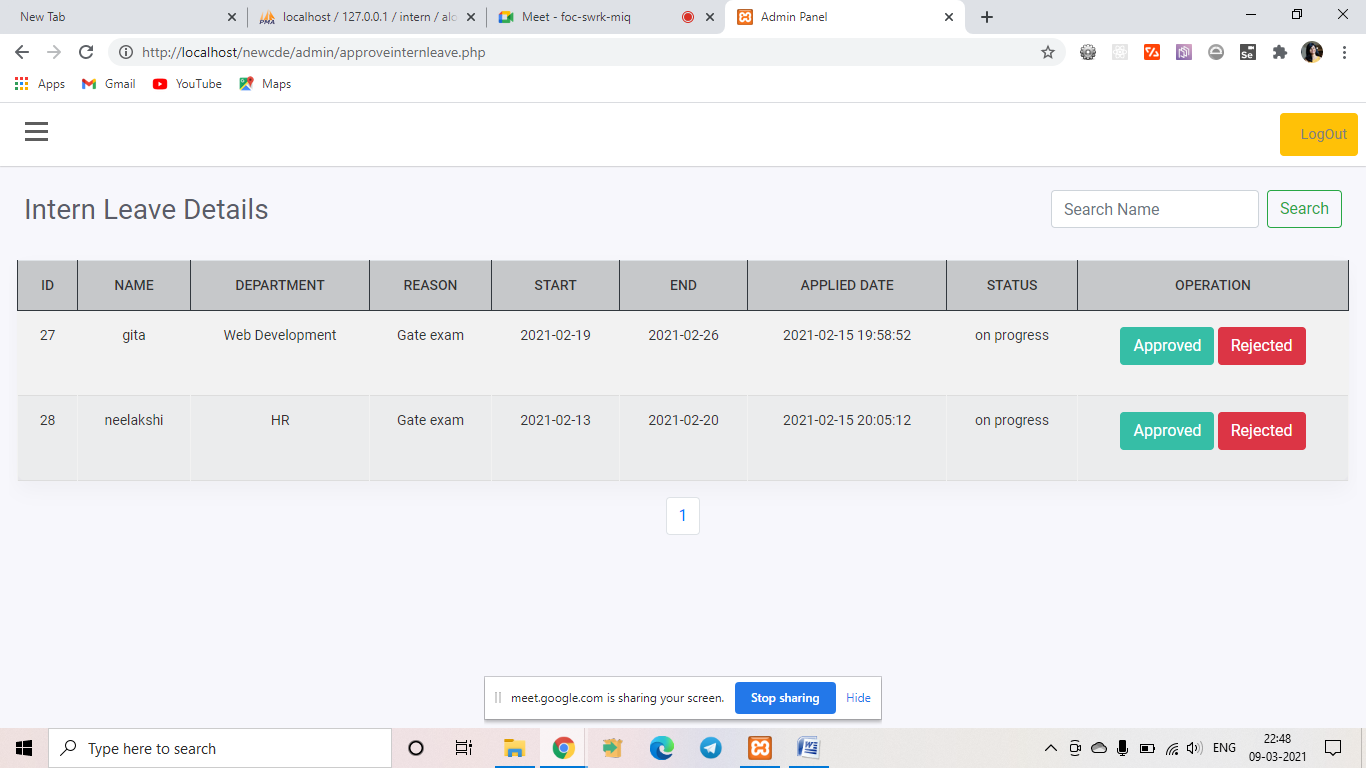 New Tab
localhost / 127.0.0.1 / intern / alo
Meet - foc-swrk-miq
Admin Panel
http://localhost/newcde/admin/approveinternleave.php
Apps Gmail YouTube Maps
LogOut
Intern Leave Details
Search Name
Search
ID NAME DEPARTMENT REASON START END APPLIED DATE STATUS OPERATION
27 gita Web Development Gate exam 2021-02-19 2021-02-26 2021-02-15 19:58:52 on progress Approved Rejected
28 neelakshi HR Gate exam 2021-02-13 2021-02-20 2021-02-15 20:05:12 on progress Approved Rejected
1
meet.google.com is sharing your screen. Stop sharing Hide
Type here to search
ENG
22:48
09-03-2021